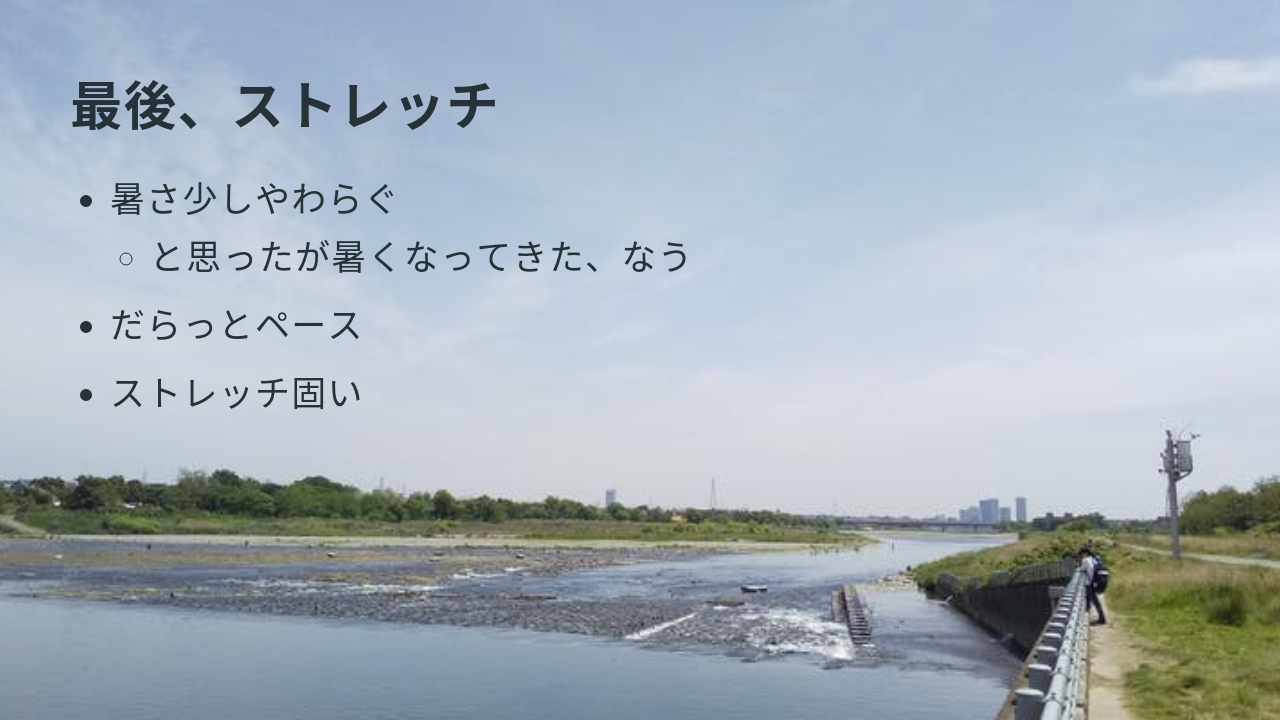 最後、ストレッチ
暑さ少しやわらぐ
と思ったが暑くなってきた、なう
だらっとペース
ストレッチ固い